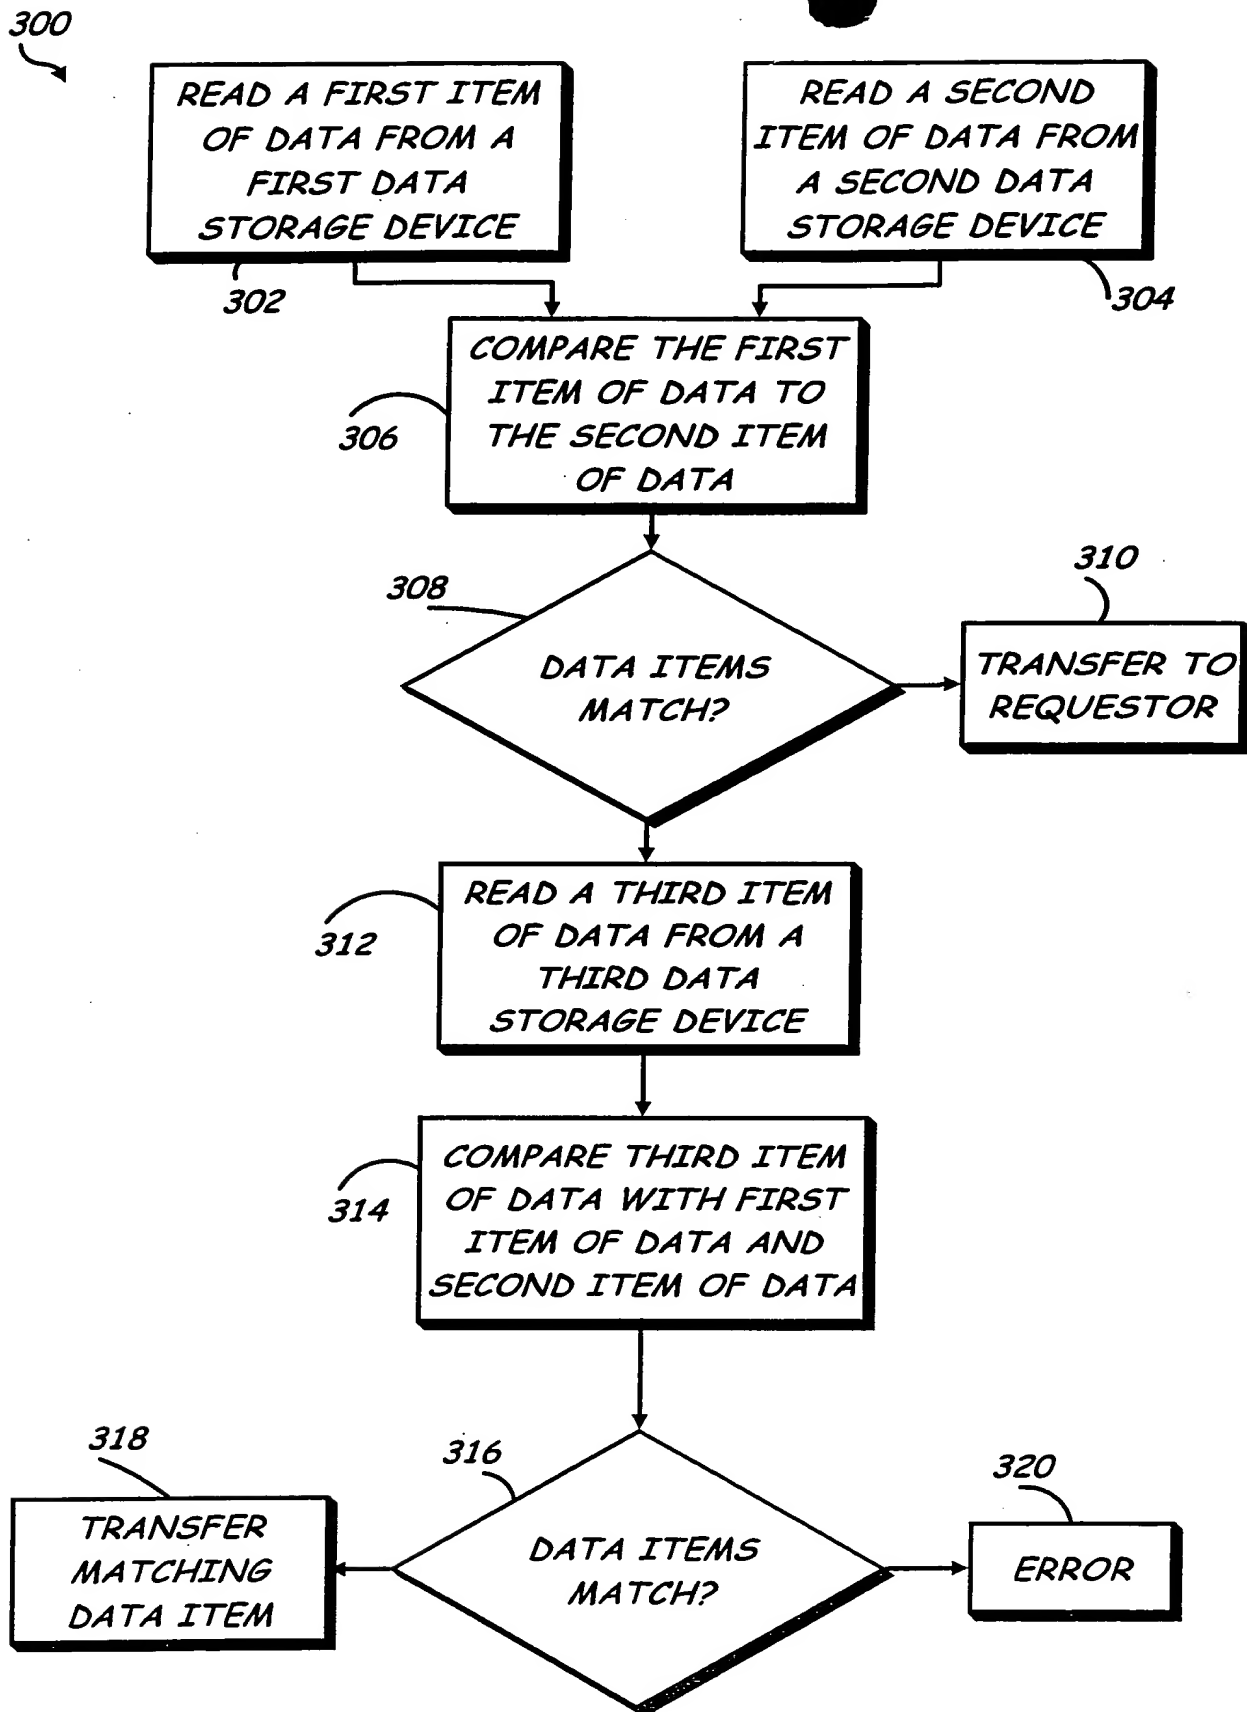 300
READ A FIRST ITEM
OF DATA FROM A
FIRST DATA
STORAGE DEVICE
302
READ A SECOND
ITEM OF DATA FROM
A SECOND DATA
STORAGE DEVICE
304
COMPARE THE FIRST
ITEM OF DATA TO
THE SECOND ITEM
OF DATA
306
308
DATA ITEMS
MATCH?
310
TRANSFER TO
REQUESTOR
READ A THIRD ITEM
OF DATA FROM A
THIRD DATA
STORAGE DEVICE
312
COMPARE THIRD ITEM
OF DATA WITH FIRST
ITEM OF DATA AND
SECOND ITEM OF DATA
314
316
DATA ITEMS
MATCH?
318
TRANSFER
MATCHING
DATA ITEM
320
ERROR